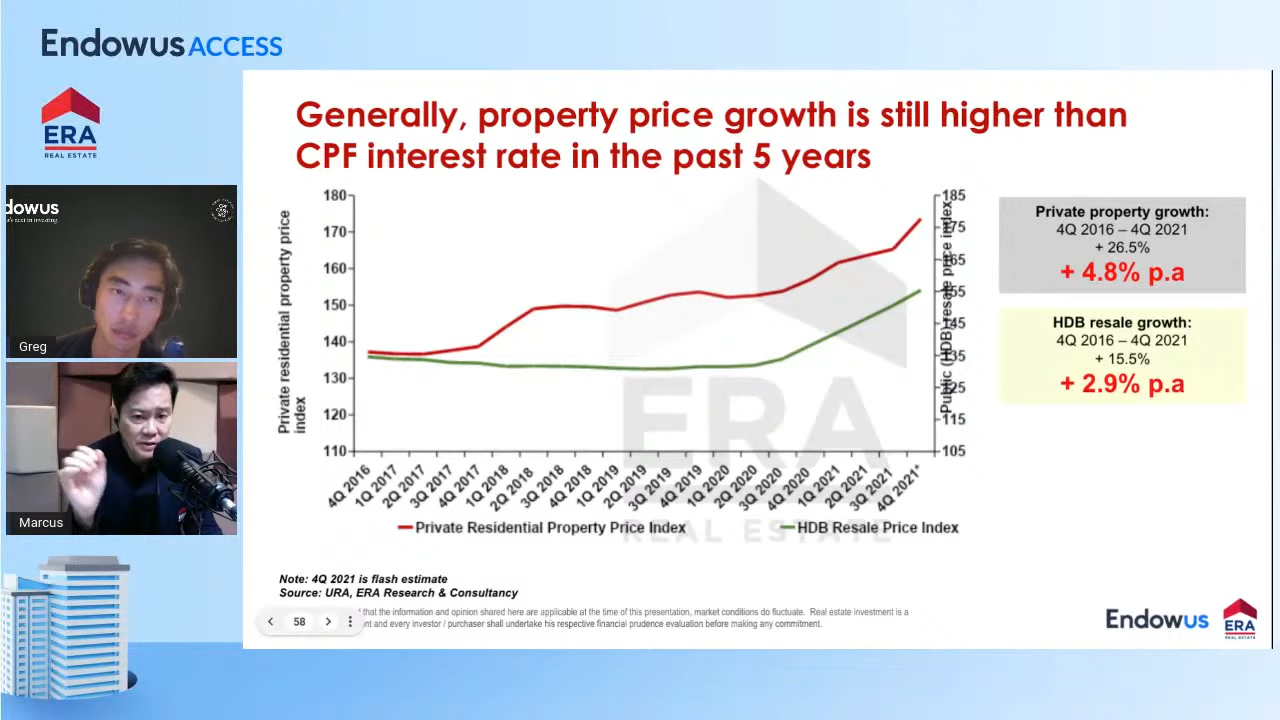 Endowus ACCESS
ERA
REAL ESTATE
dowus
Greg
Marcus
Generally, property price growth is still higher than
CPF interest rate in the past 5 years
Private residential property price
index
180
170
160
150
140
130
120
110
Public (HDB) resale price index
185
175
165
155
145
135
125
115
105
4Q 2016
1Q 2017
2Q 2017
3Q 2017
4Q 2017
1Q 2018
2Q 2018
3Q 2018
4Q 2018
1Q 2019
2Q 2019
3Q 2019
4Q 2019
1Q 2020
2Q 2020
3Q 2020
4Q 2020
1Q 2021
2Q 2021
3Q 2021
4Q 2021*
Private Residential Property Price Index
HDB Resale Price Index
ERA
REAL ESTATE
Private property growth:
4Q 2016 – 4Q 2021
+ 26.5%
+ 4.8% p.a
HDB resale growth:
4Q 2016 – 4Q 2021
+ 15.5%
+ 2.9% p.a
Note: 4Q 2021 is flash estimate
Source: URA, ERA Research & Consultancy
that the information and opinion shared here are applicable at the time of this presentation, market conditions do fluctuate. Real estate investment is a
and every investor / purchaser shall undertake his respective financial prudence evaluation before making any commitment.
58
Endowus
ERA
REAL ESTATE